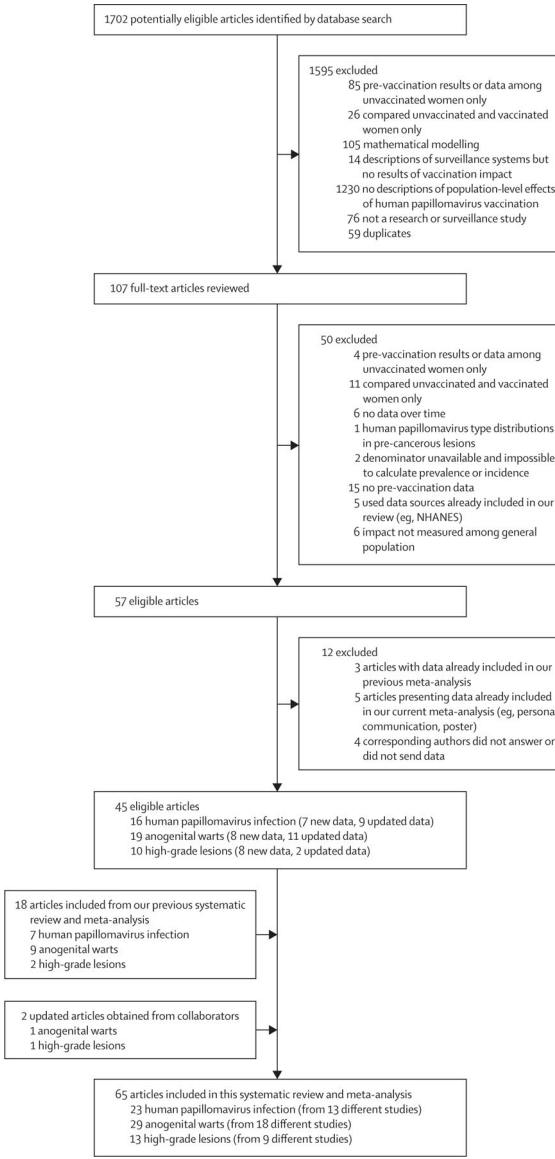 1702 potentially eligible articles identified by database search
1595 excluded
85 pre-vaccination results or data among
unvaccinated women only
26 compared unvaccinated and vaccinated
women only
105 mathematical modelling
14 descriptions of surveillance systems but
no results of vaccination impact
1230 no descriptions of population-level effects
of human papillomavirus vaccination
76 not a research or surveillance study
59 duplicates
107 full-text articles reviewed
50 excluded
4 pre-vaccination results or data among
unvaccinated women only
11 compared unvaccinated and vaccinated
women only
6 no data over time
1 human papillomavirus type distributions
in pre-cancerous lesions
2 denominator unavailable and impossible
to calculate prevalence or incidence
15 no pre-vaccination data
5 used data sources already included in our
review (eg, NHANES)
6 impact not measured among general
population
57 eligible articles
12 excluded
3 articles with data already included in our
previous meta-analysis
5 articles presenting data already included
in our current meta-analysis (eg, persona
communication, poster)
4 corresponding authors did not answer or
did not send data
45 eligible articles
16 human papillomavirus infection (7 new data, 9 updated data)
19 anogenital warts (8 new data, 11 updated data)
10 high-grade lesions (8 new data, 2 updated data)
18 articles included from our previous systematic
review and meta-analysis
7 human papillomavirus infection
9 anogenital warts
2 high-grade lesions
2 updated articles obtained from collaborators
1 anogenital warts
1 high-grade lesions
65 articles included in this systematic review and meta-analysis
23 human papillomavirus infection (from 13 different studies)
29 anogenital warts (from 18 different studies)
13 high-grade lesions (from 9 different studies)